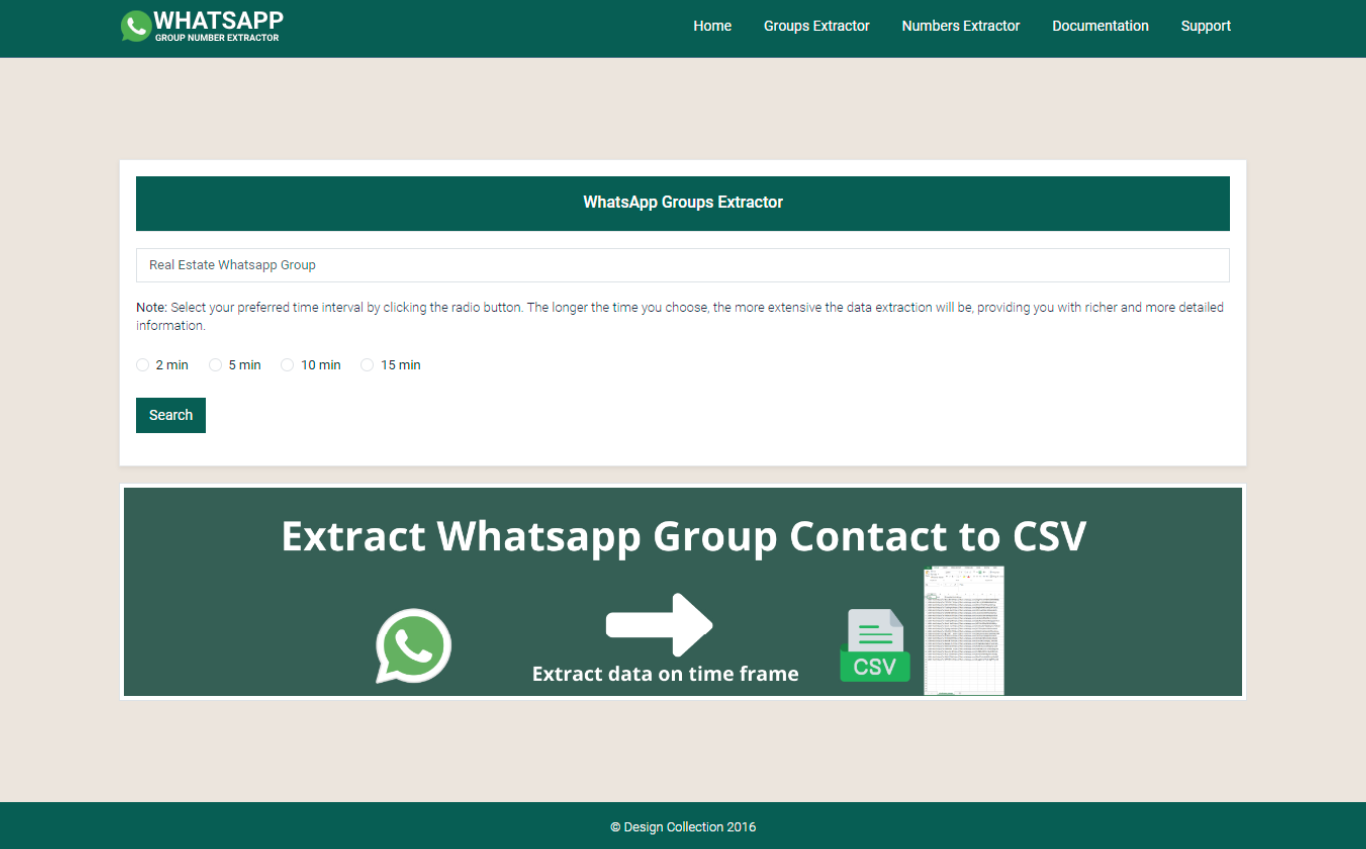 WHATSAPP
GROUP NUMBER EXTRACTOR
Home Groups Extractor Numbers Extractor Documentation Support
WhatsApp Groups Extractor
Real Estate Whatsapp Group
Note: Select your preferred time interval by clicking the radio button. The longer the time you choose, the more extensive the data extraction will be, providing you with richer and more detailed
information.
2 min 5 min 10 min 15 min
Search
Extract Whatsapp Group Contact to CSV
Extract data on time frame
CSV
© Design Collection 2016